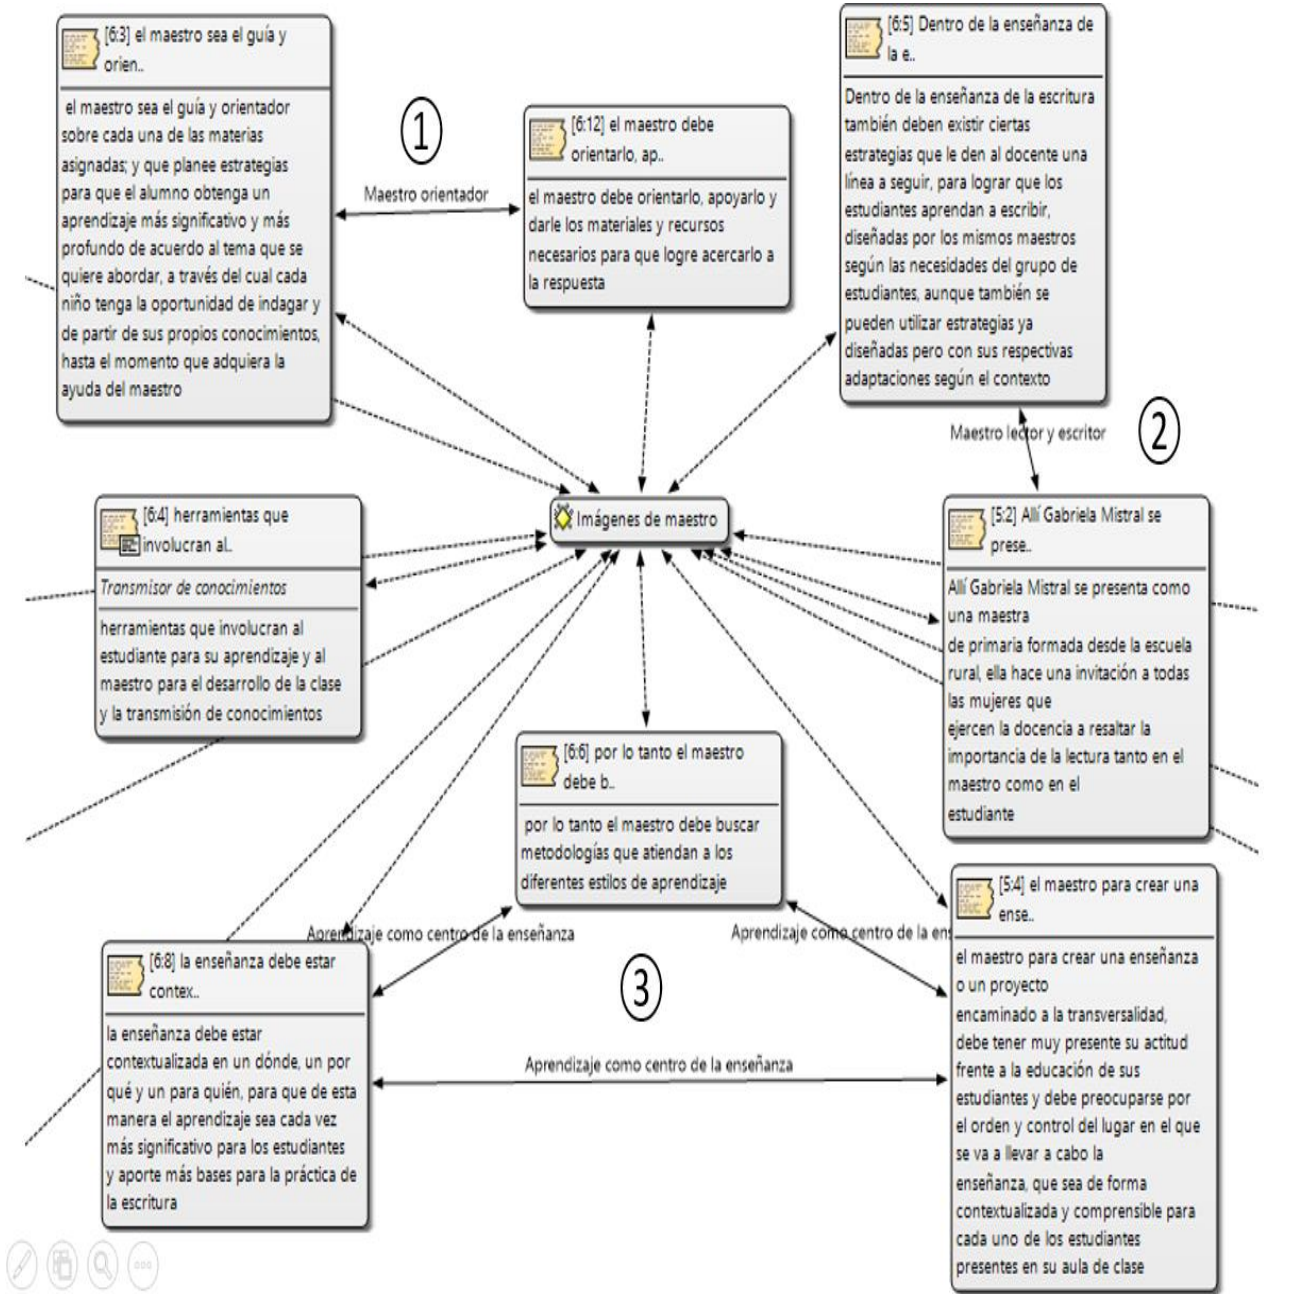 [6:3] el maestro sea el guía y
orien..
el maestro sea el guía y orientador
sobre cada una de las materias
asignadas; y que planee estrategias
para que el alumno obtenga un
aprendizaje más significativo y más
profundo de acuerdo al tema que se
quiere abordar, a través del cual cada
niño tenga la oportunidad de indagar y
de partir de sus propios conocimientos,
hasta el momento que adquiera la
ayuda del maestro
1
Maestro orientador
[6:12] el maestro debe
orientarlo, ap..
el maestro debe orientarlo, apoyarlo y
darle los materiales y recursos
necesarios para que logre acercarlo a
la respuesta
[6:5] Dentro de la enseñanza de
la e..
Dentro de la enseñanza de la escritura
también deben existir ciertas
estrategias que le den al docente una
línea a seguir, para lograr que los
estudiantes aprendan a escribir,
diseñadas por los mismos maestros
según las necesidades del grupo de
estudiantes, aunque también se
pueden utilizar estrategias ya
diseñadas pero con sus respectivas
adaptaciones según el contexto
Maestro lector y escritor
2
Imágenes de maestro
[6:4] herramientas que
involucran al..
Transmisor de conocimientos
herramientas que involucran al
estudiante para su aprendizaje y al
maestro para el desarrollo de la clase
y la transmisión de conocimientos
[5:2] Allí Gabriela Mistral se
prese..
Allí Gabriela Mistral se presenta como
una maestra
de primaria formada desde la escuela
rural, ella hace una invitación a todas
las mujeres que
ejercen la docencia a resaltar la
importancia de la lectura tanto en el
maestro como en el
estudiante
[6:6] por lo tanto el maestro
debe b..
por lo tanto el maestro debe buscar
metodologías que atiendan a los
diferentes estilos de aprendizaje
Aprendizaje como centro de la enseñanza
Aprendizaje como centro de la ens
3
Aprendizaje como centro de la enseñanza
[6:8] la enseñanza debe estar
contex..
la enseñanza debe estar
contextualizada en un dónde, un por
qué y un para quién, para que de esta
manera el aprendizaje sea cada vez
más significativo para los estudiantes
y aporte más bases para la práctica de
la escritura
[5:4] el maestro para crear una
ense..
el maestro para crear una enseñanza
o un proyecto
encaminado a la transversalidad,
debe tener muy presente su actitud
frente a la educación de sus
estudiantes y debe preocuparse por
el orden y control del lugar en el que
se va a llevar a cabo la
enseñanza, que sea de forma
contextualizada y comprensible para
cada uno de los estudiantes
presentes en su aula de clase